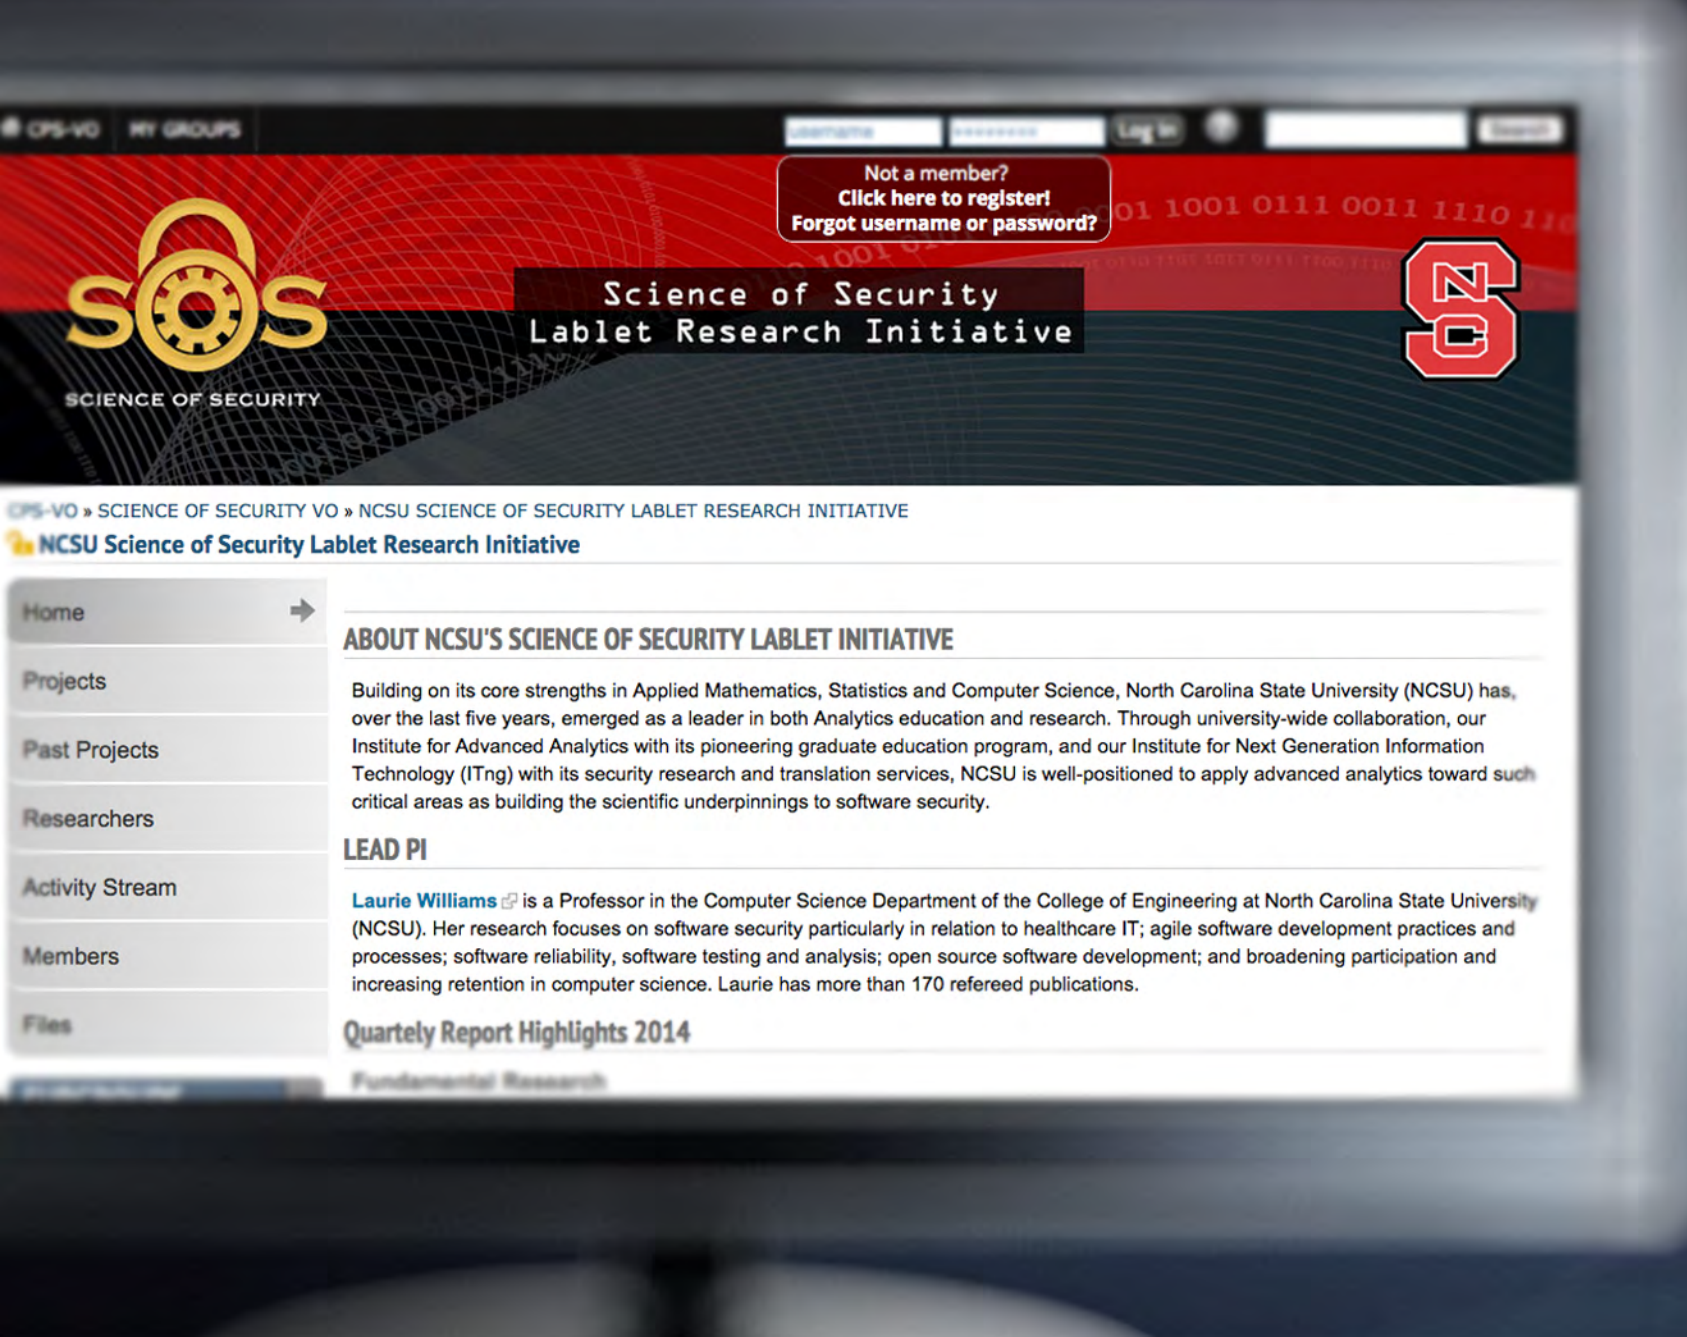 CPS-VO MY GROUPS username Log in Search
Not a member?
Click here to register!
Forgot username or password?
01 1001 0111 0011 1110 110
SOS
SCIENCE OF SECURITY
Science of Security
Lablet Research Initiative
NC
S
CPS-VO » SCIENCE OF SECURITY VO » NCSU SCIENCE OF SECURITY LABLET RESEARCH INITIATIVE
NCSU Science of Security Lablet Research Initiative
Home
Projects
Past Projects
Researchers
Activity Stream
Members
Files
ABOUT NCSU'S SCIENCE OF SECURITY LABLET INITIATIVE
Building on its core strengths in Applied Mathematics, Statistics and Computer Science, North Carolina State University (NCSU) has,
over the last five years, emerged as a leader in both Analytics education and research. Through university-wide collaboration, our
Institute for Advanced Analytics with its pioneering graduate education program, and our Institute for Next Generation Information
Technology (ITng) with its security research and translation services, NCSU is well-positioned to apply advanced analytics toward such
critical areas as building the scientific underpinnings to software security.
LEAD PI
Laurie Williams is a Professor in the Computer Science Department of the College of Engineering at North Carolina State University
(NCSU). Her research focuses on software security particularly in relation to healthcare IT; agile software development practices and
processes; software reliability, software testing and analysis; open source software development; and broadening participation and
increasing retention in computer science. Laurie has more than 170 refereed publications.
Quartely Report Highlights 2014
Fundamental Research